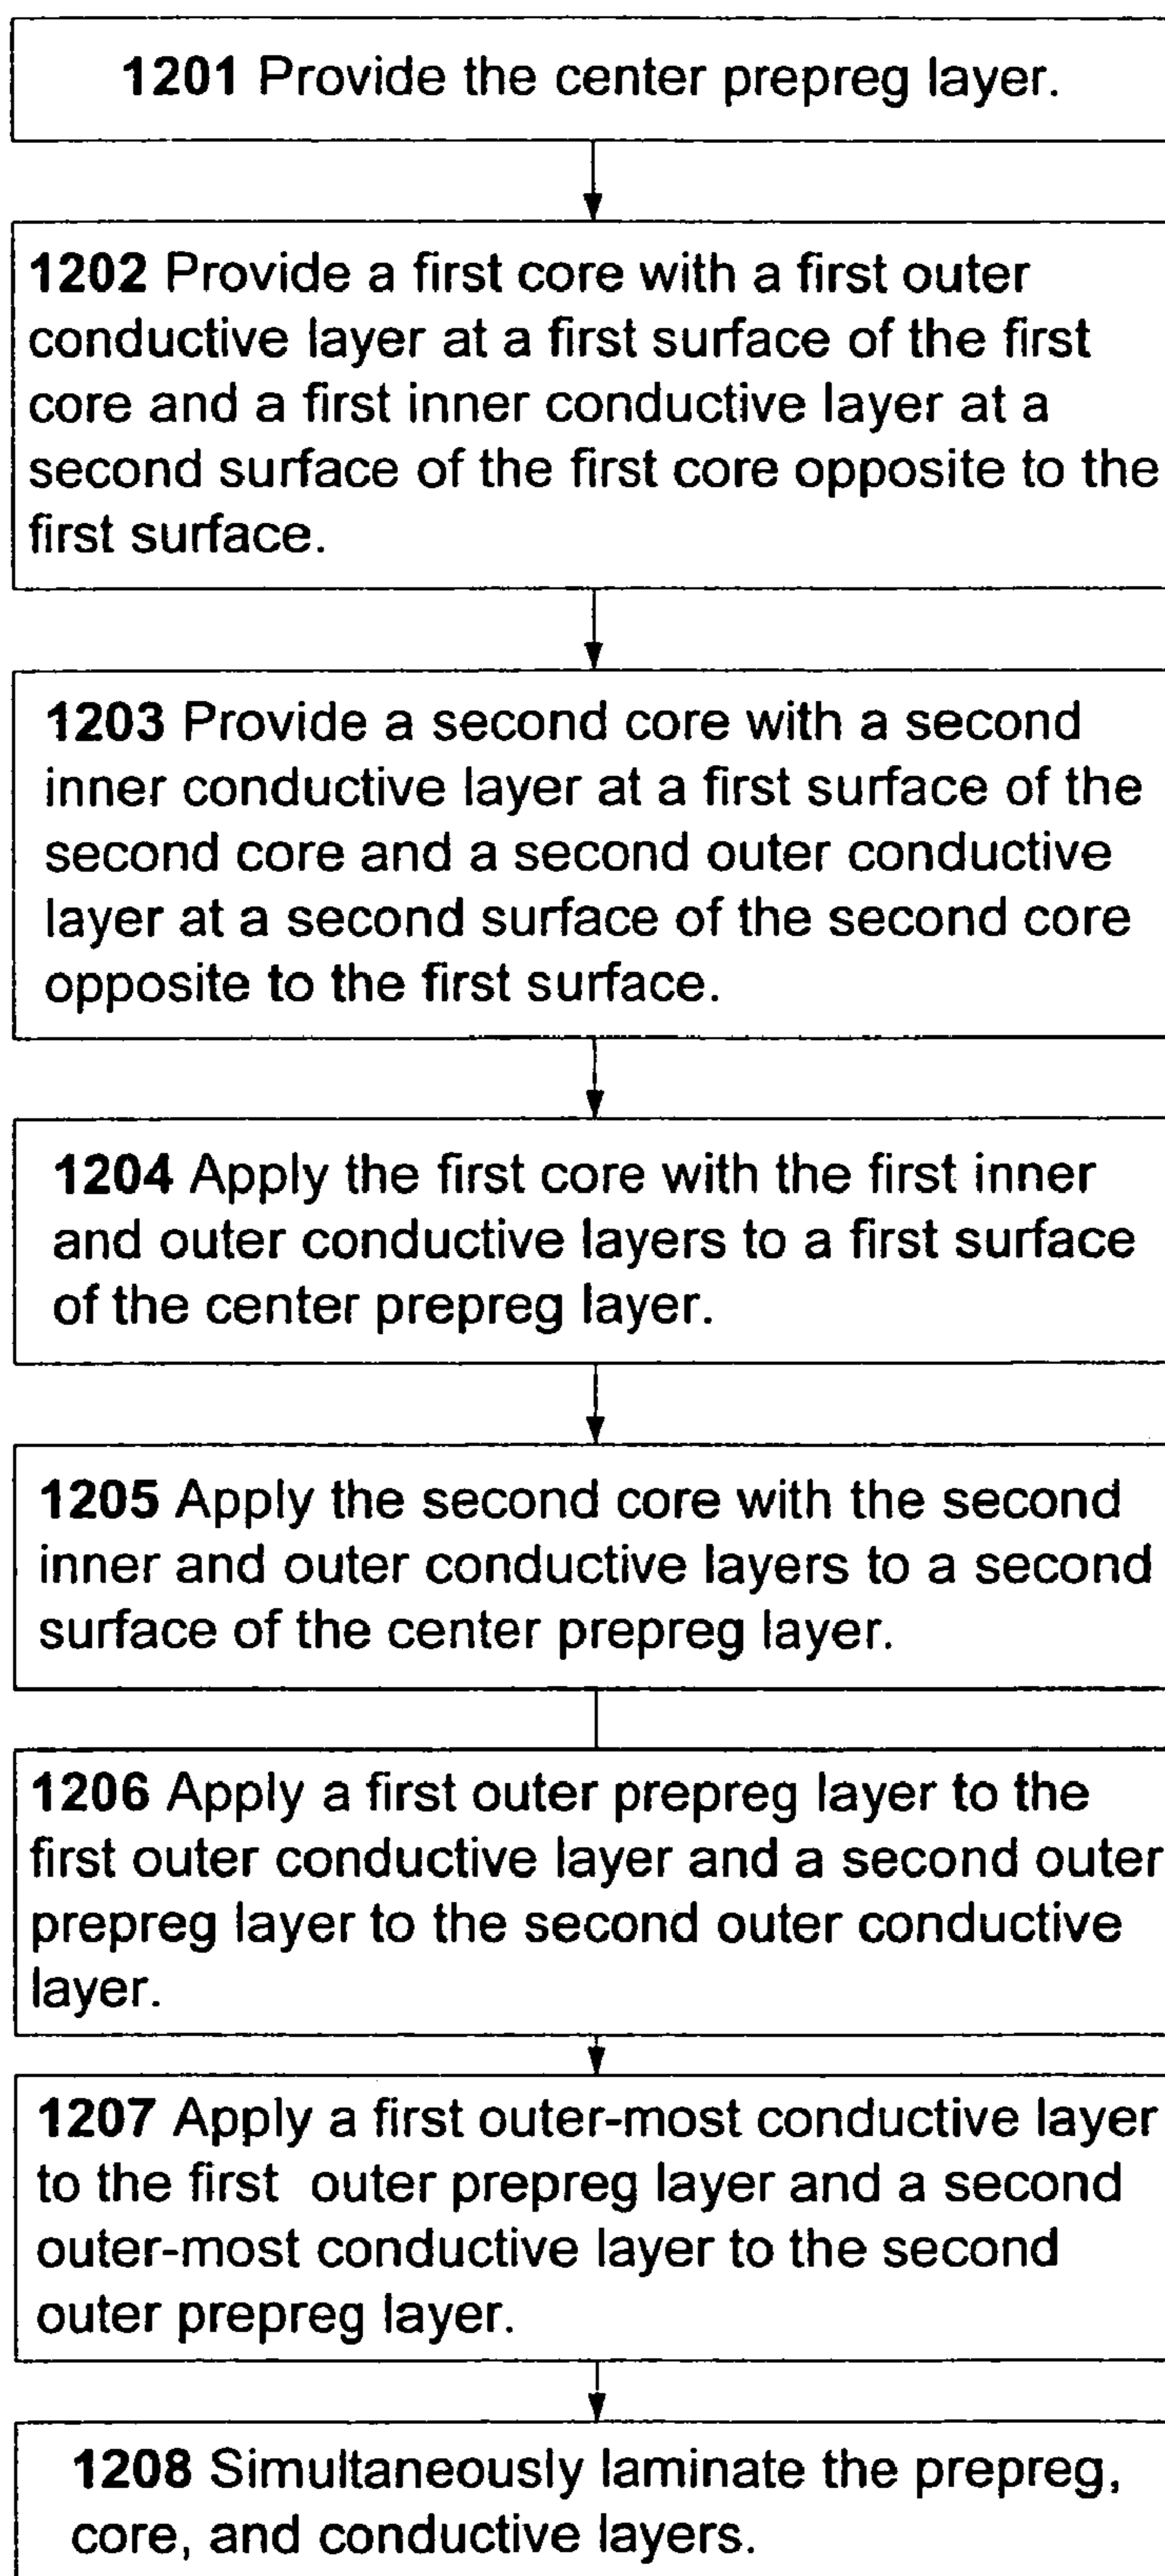 1201 Provide the center prepreg layer.
1202 Provide a first core with a first outer
conductive layer at a first surface of the first
core and a first inner conductive layer at a
second surface of the first core opposite to the
first surface.
1203 Provide a second core with a second
inner conductive layer at a first surface of the
second core and a second outer conductive
layer at a second surface of the second core
opposite to the first surface.
1204 Apply the first core with the first inner
and outer conductive layers to a first surface
of the center prepreg layer.
1205 Apply the second core with the second
inner and outer conductive layers to a second
surface of the center prepreg layer.
1206 Apply a first outer prepreg layer to the
first outer conductive layer and a second outer
prepreg layer to the second outer conductive
layer.
1207 Apply a first outer-most conductive layer
to the first outer prepreg layer and a second
outer-most conductive layer to the second
outer prepreg layer.
1208 Simultaneously laminate the prepreg,
core, and conductive layers.